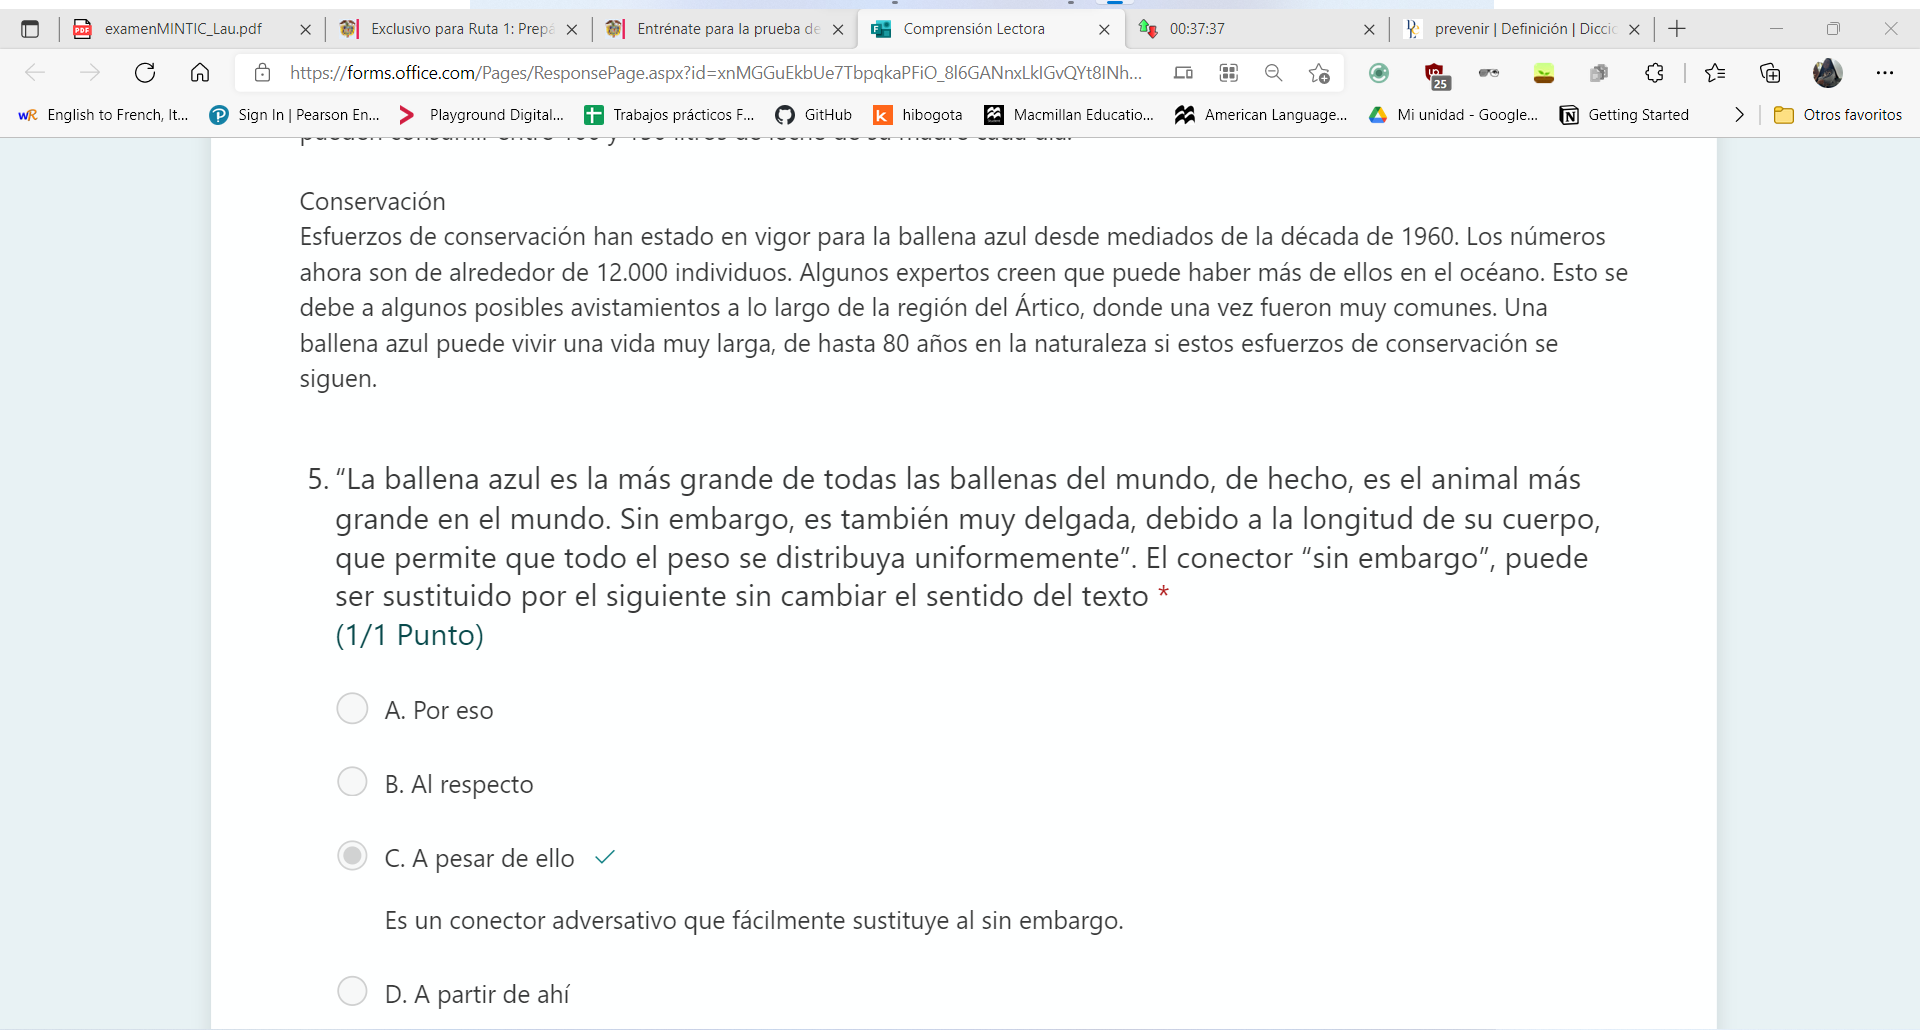 examenMINTIC_Lau.pdf
Exclusivo para Ruta 1: Prepá
Entrénate para la prueba de
Comprensión Lectora
00:37:37
prevenir | Definición | Diccio
https://forms.office.com/Pages/ResponsePage.aspx?id=xnMGGuEkbUe7TbpqkaPFiO_8l6GANnxLklGvQYt8INh...
25
English to French, It...
Sign In | Pearson En...
Playground Digital...
Trabajos prácticos F...
GitHub
hibogota
Macmillan Educatio...
American Language...
Mi unidad - Google...
Getting Started
Otros favoritos
Conservación
Esfuerzos de conservación han estado en vigor para la ballena azul desde mediados de la década de 1960. Los números
ahora son de alrededor de 12.000 individuos. Algunos expertos creen que puede haber más de ellos en el océano. Esto se
debe a algunos posibles avistamientos a lo largo de la región del Ártico, donde una vez fueron muy comunes. Una
ballena azul puede vivir una vida muy larga, de hasta 80 años en la naturaleza si estos esfuerzos de conservación se
siguen.
5. “La ballena azul es la más grande de todas las ballenas del mundo, de hecho, es el animal más
grande en el mundo. Sin embargo, es también muy delgada, debido a la longitud de su cuerpo,
que permite que todo el peso se distribuya uniformemente”. El conector “sin embargo”, puede
ser sustituido por el siguiente sin cambiar el sentido del texto *
(1/1 Punto)
A. Por eso
B. Al respecto
C. A pesar de ello
Es un conector adversativo que fácilmente sustituye al sin embargo.
D. A partir de ahí